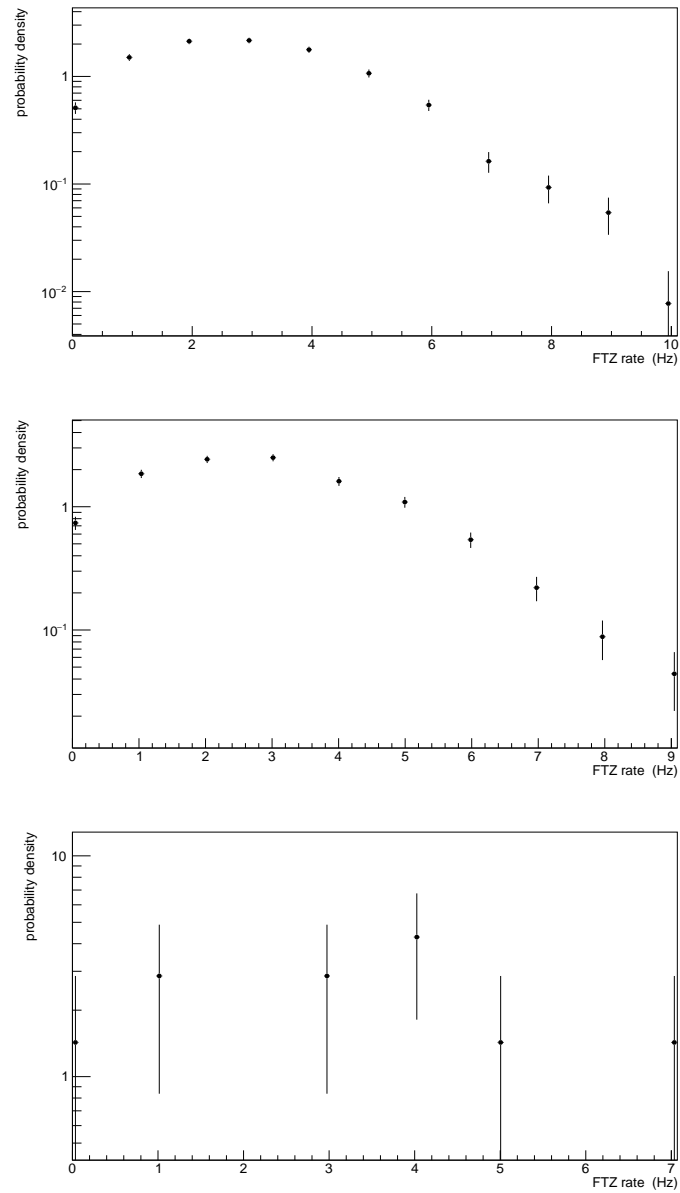 probability density
1
10⁻¹
10⁻²
0 2 4 6 8 10
FTZ rate (Hz)
probability density
1
10⁻¹
0 1 2 3 4 5 6 7 8 9
FTZ rate (Hz)
probability density
10
1
0 1 2 3 4 5 6 7
FTZ rate (Hz)